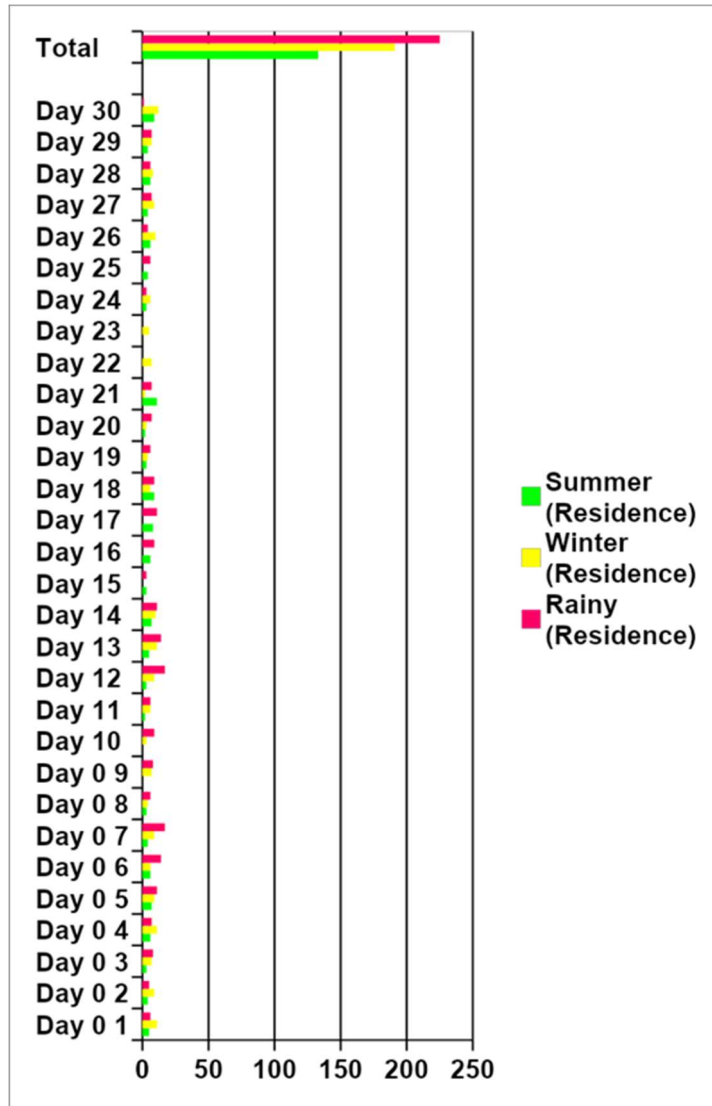 Total
Day 30
Day 29
Day 28
Day 27
Day 26
Day 25
Day 24
Day 23
Day 22
Day 21
Day 20
Day 19
Day 18
Day 17
Day 16
Day 15
Day 14
Day 13
Day 12
Day 11
Day 10
Day 0 9
Day 0 8
Day 0 7
Day 0 6
Day 0 5
Day 0 4
Day 0 3
Day 0 2
Day 0 1
0 50 100 150 200 250
Summer
(Residence)
Winter
(Residence)
Rainy
(Residence)